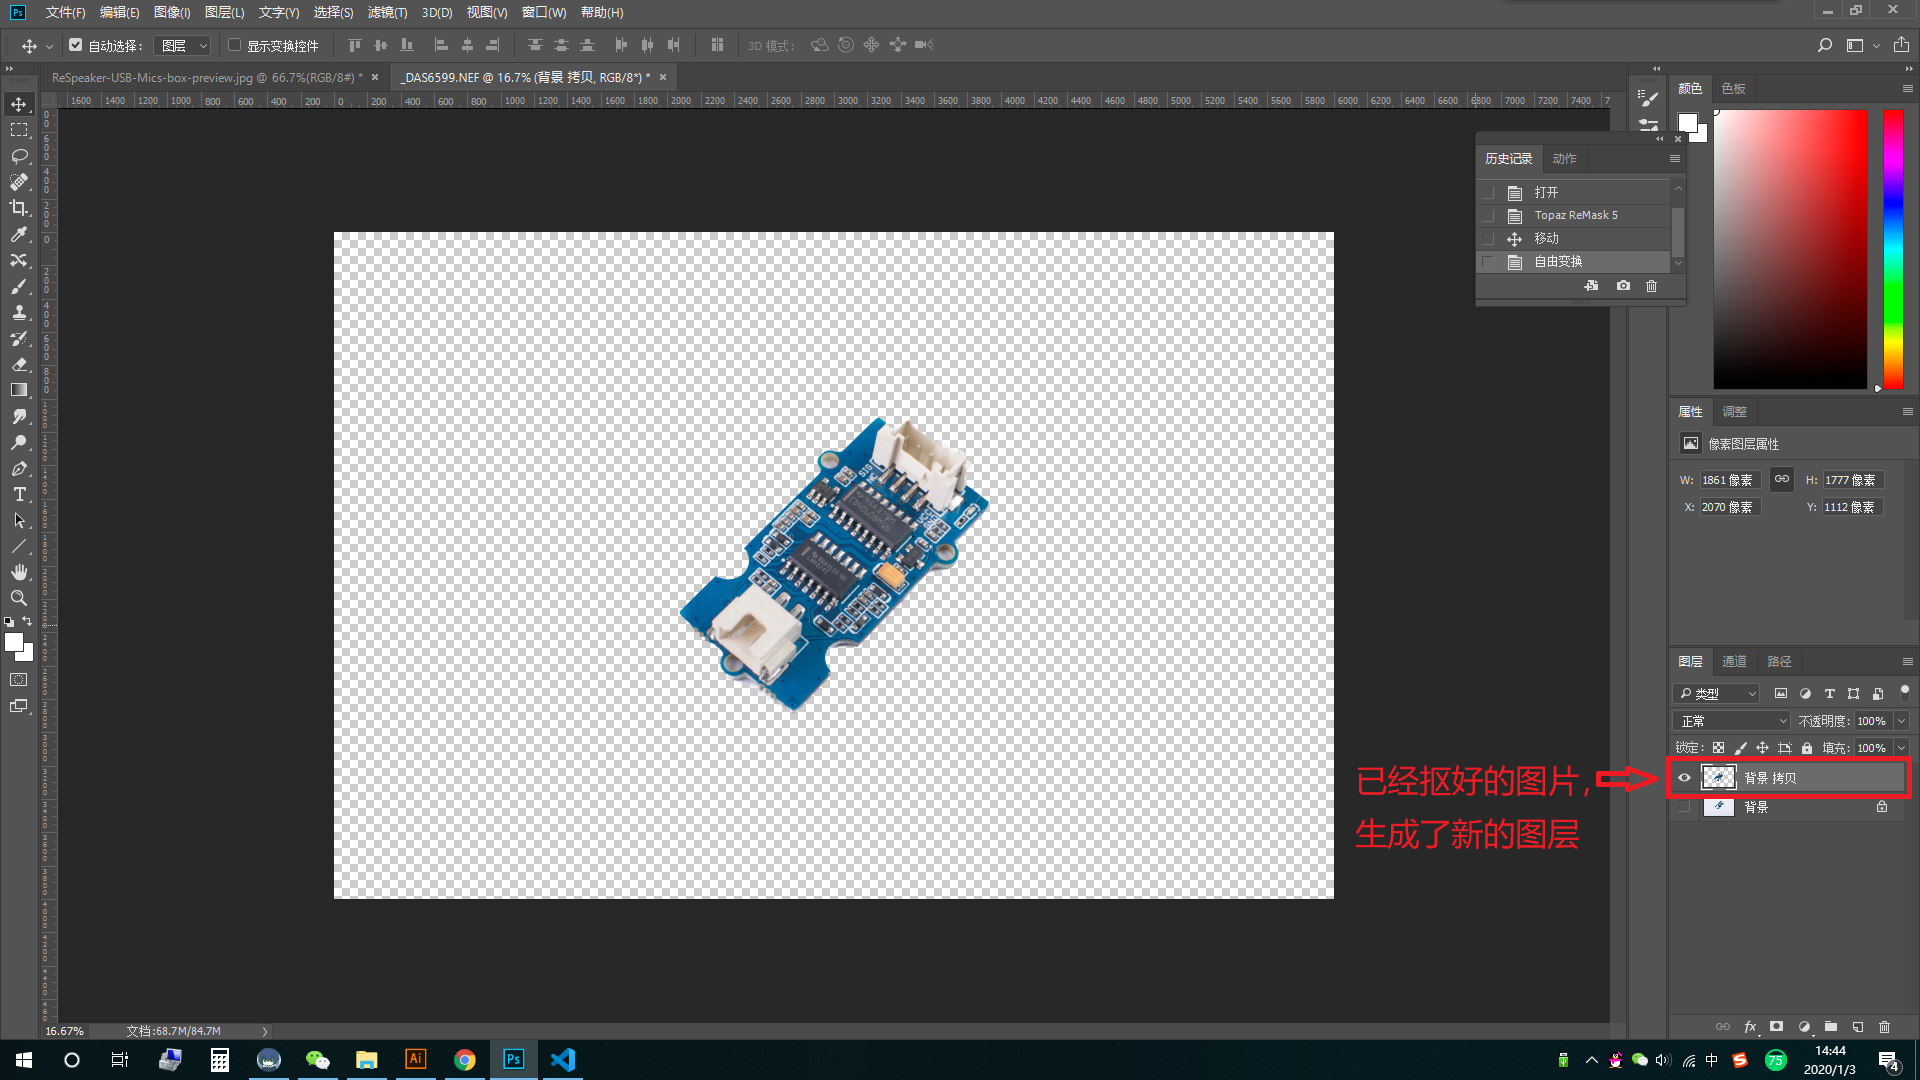 Ps 文件(F) 编辑(E) 图像(I) 图层(L) 文字(Y) 选择(S) 滤镜(T) 3D(D) 视图(V) 窗口(W) 帮助(H)
自动选择： 图层 显示变换控件 3D 模式：
ReSpeaker-USB-Mics-box-preview.jpg @ 66.7%(RGB/8#) * × _DAS6599.NEF @ 16.7% (背景 拷贝, RGB/8*) * ×
1600 1400 1200 1000 800 600 400 200 0 200 400 600 800 1000 1200 1400 1600 1800 2000 2200 2400 2600 2800 3000 3200 3400 3600 3800 4000 4200 4400 4600 4800 5000 5200 5400 5600 5800 6000 6200 6400 6600 6800 7000 7200 7400
颜色 色板
历史记录 动作
打开
Topaz ReMask 5
移动
自由变换
属性 调整
像素图层属性
W: 1861 像素 H: 1777 像素
X: 2070 像素 Y: 1112 像素
图层 通道 路径
类型
正常 不透明度: 100%
锁定: 填充: 100%
背景 拷贝
背景
已经抠好的图片，
生成了新的图层
SIG
NC
16.67% 文档:68.7M/84.7M
fx
Ai Ps
中 75 14:44
2020/1/3 4